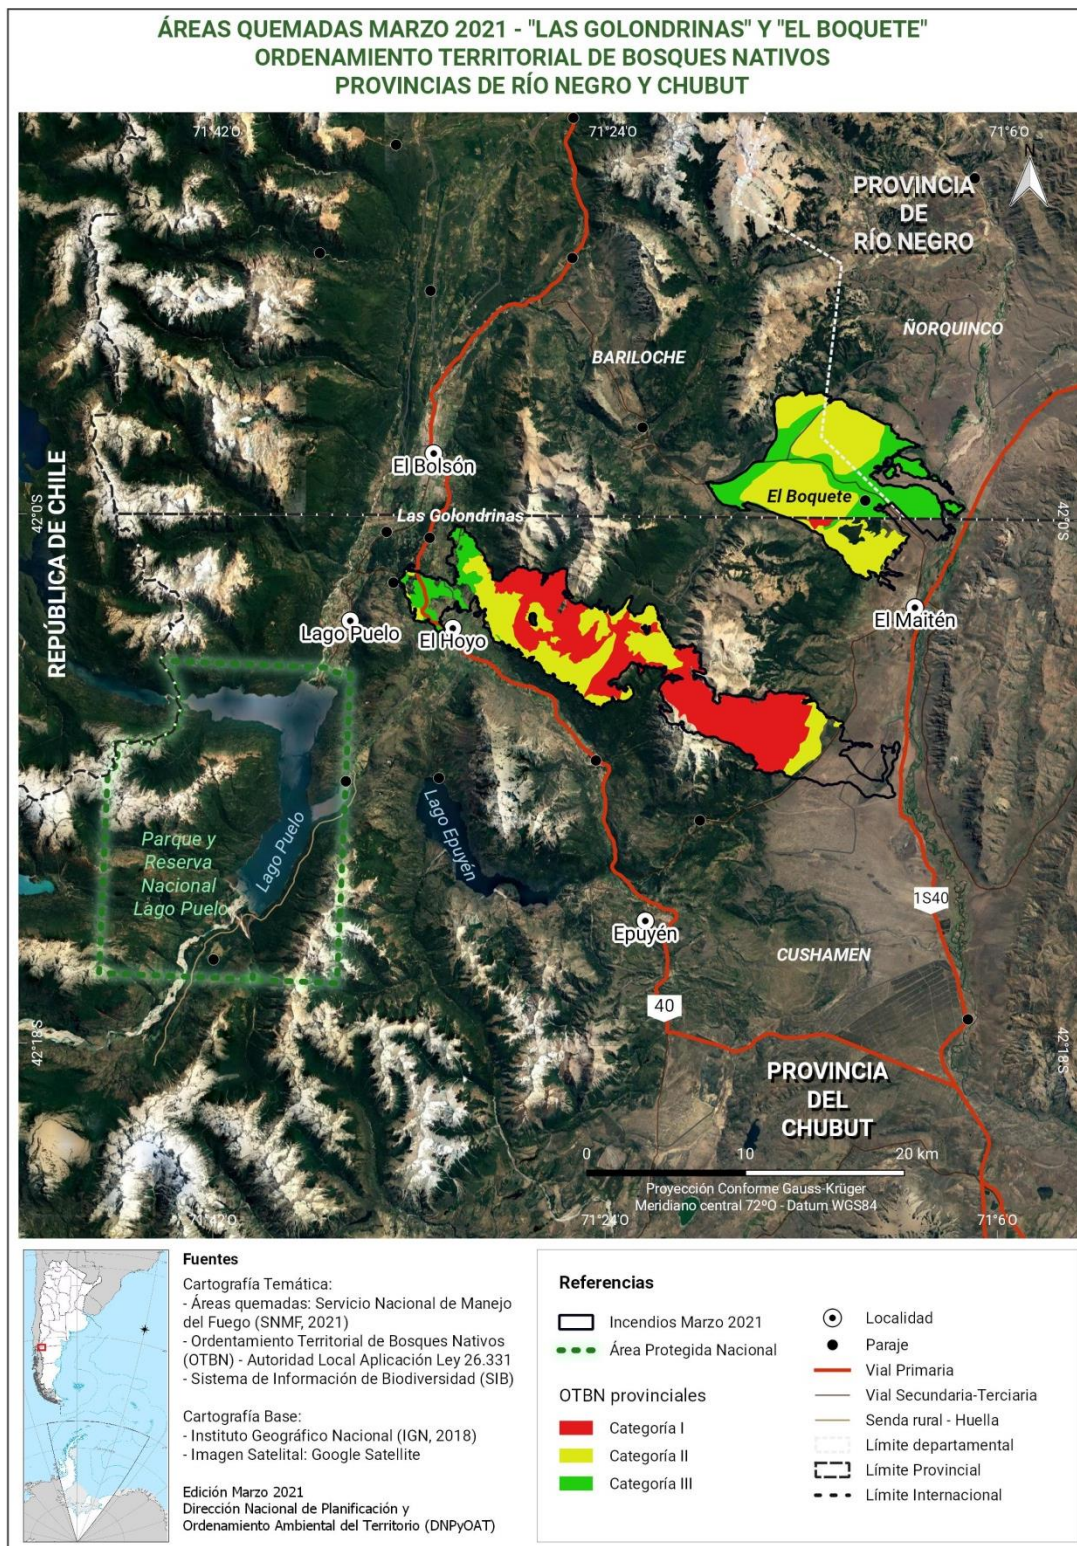 ÁREAS QUEMADAS MARZO 2021 - "LAS GOLONDRINAS" Y "EL BOQUETE"
ORDENAMIENTO TERRITORIAL DE BOSQUES NATIVOS
PROVINCIAS DE RÍO NEGRO Y CHUBUT
71°42'O
71°24'O
71°6'O
N
PROVINCIA
DE
RÍO NEGRO
ÑORQUINCO
BARILOCHE
REPÚBLICA DE CHILE
El Bolsón
El Boquete
42°0'S
Las Golondrinas
42°0'S
El Maitén
Lago Puelo
El Hoyo
Lago Puelo
Lago Epuyén
Parque y
Reserva
Nacional
Lago Puelo
1S40
Epuyén
CUSHAMEN
40
42°18'S
42°18'S
PROVINCIA
DEL
CHUBUT
0 10 20 km
Proyección Conforme Gauss-Krüger
Meridiano central 72ºO - Datum WGS84
71°42'O
71°24'O
71°6'O
Fuentes
Cartografía Temática:
- Áreas quemadas: Servicio Nacional de Manejo
del Fuego (SNMF, 2021)
- Ordentamiento Territorial de Bosques Nativos
(OTBN) - Autoridad Local Aplicación Ley 26.331
- Sistema de Información de Biodiversidad (SIB)
Cartografía Base:
- Instituto Geográfico Nacional (IGN, 2018)
- Imagen Satelital: Google Satellite
Edición Marzo 2021
Dirección Nacional de Planificación y
Ordenamiento Ambiental del Territorio (DNPyOAT)
Referencias
Incendios Marzo 2021
Área Protegida Nacional
OTBN provinciales
Categoría I
Categoría II
Categoría III
Localidad
Paraje
Vial Primaria
Vial Secundaria-Terciaria
Senda rural - Huella
Límite departamental
Límite Provincial
Límite Internacional